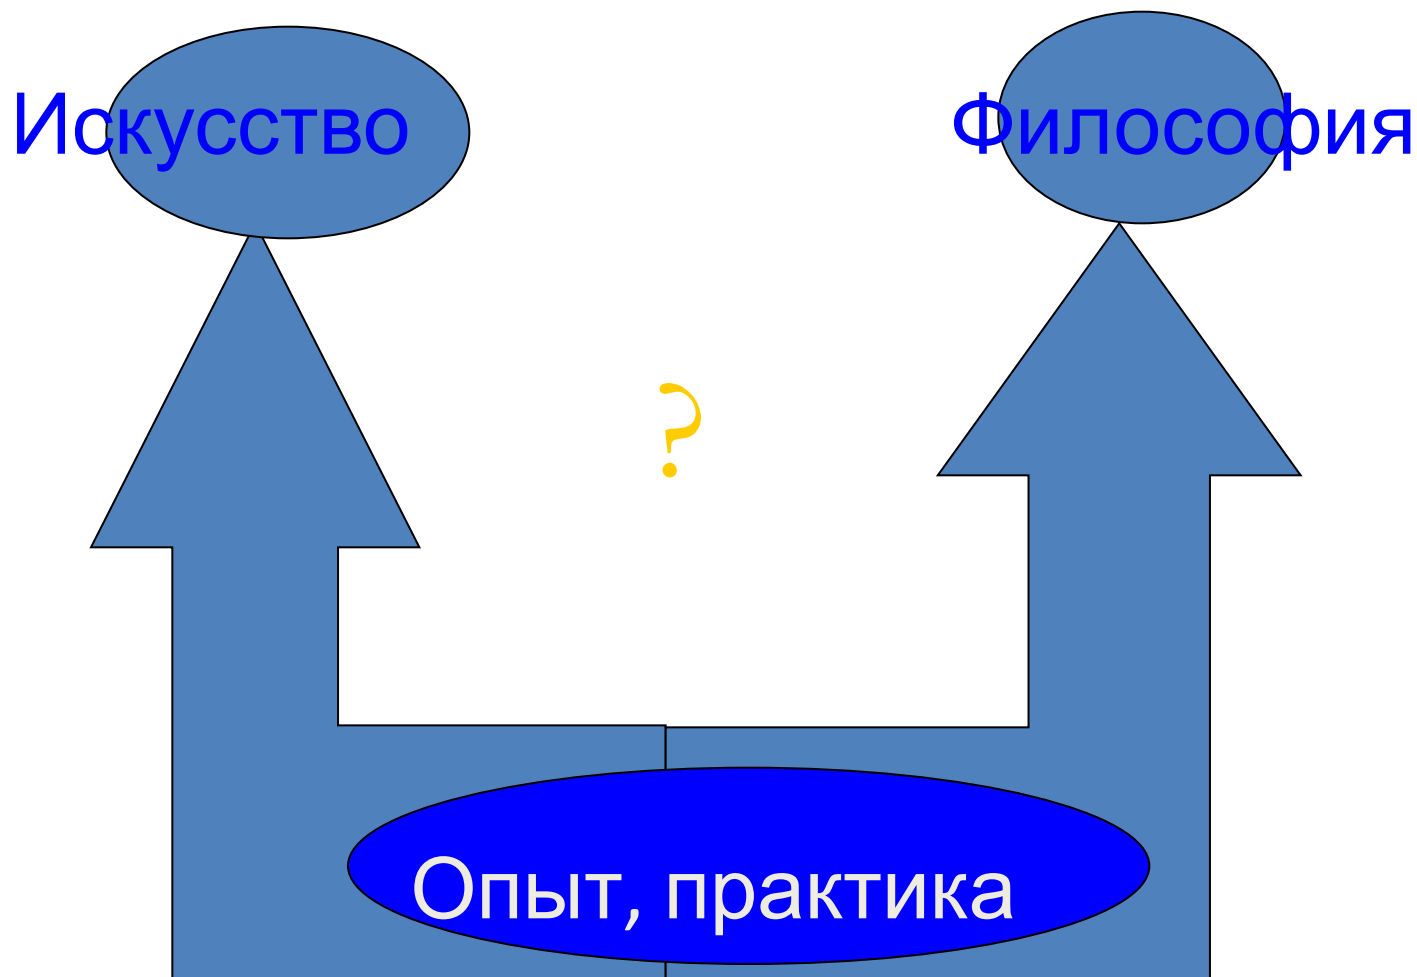 Искусство
Философия
?
Опыт, практика